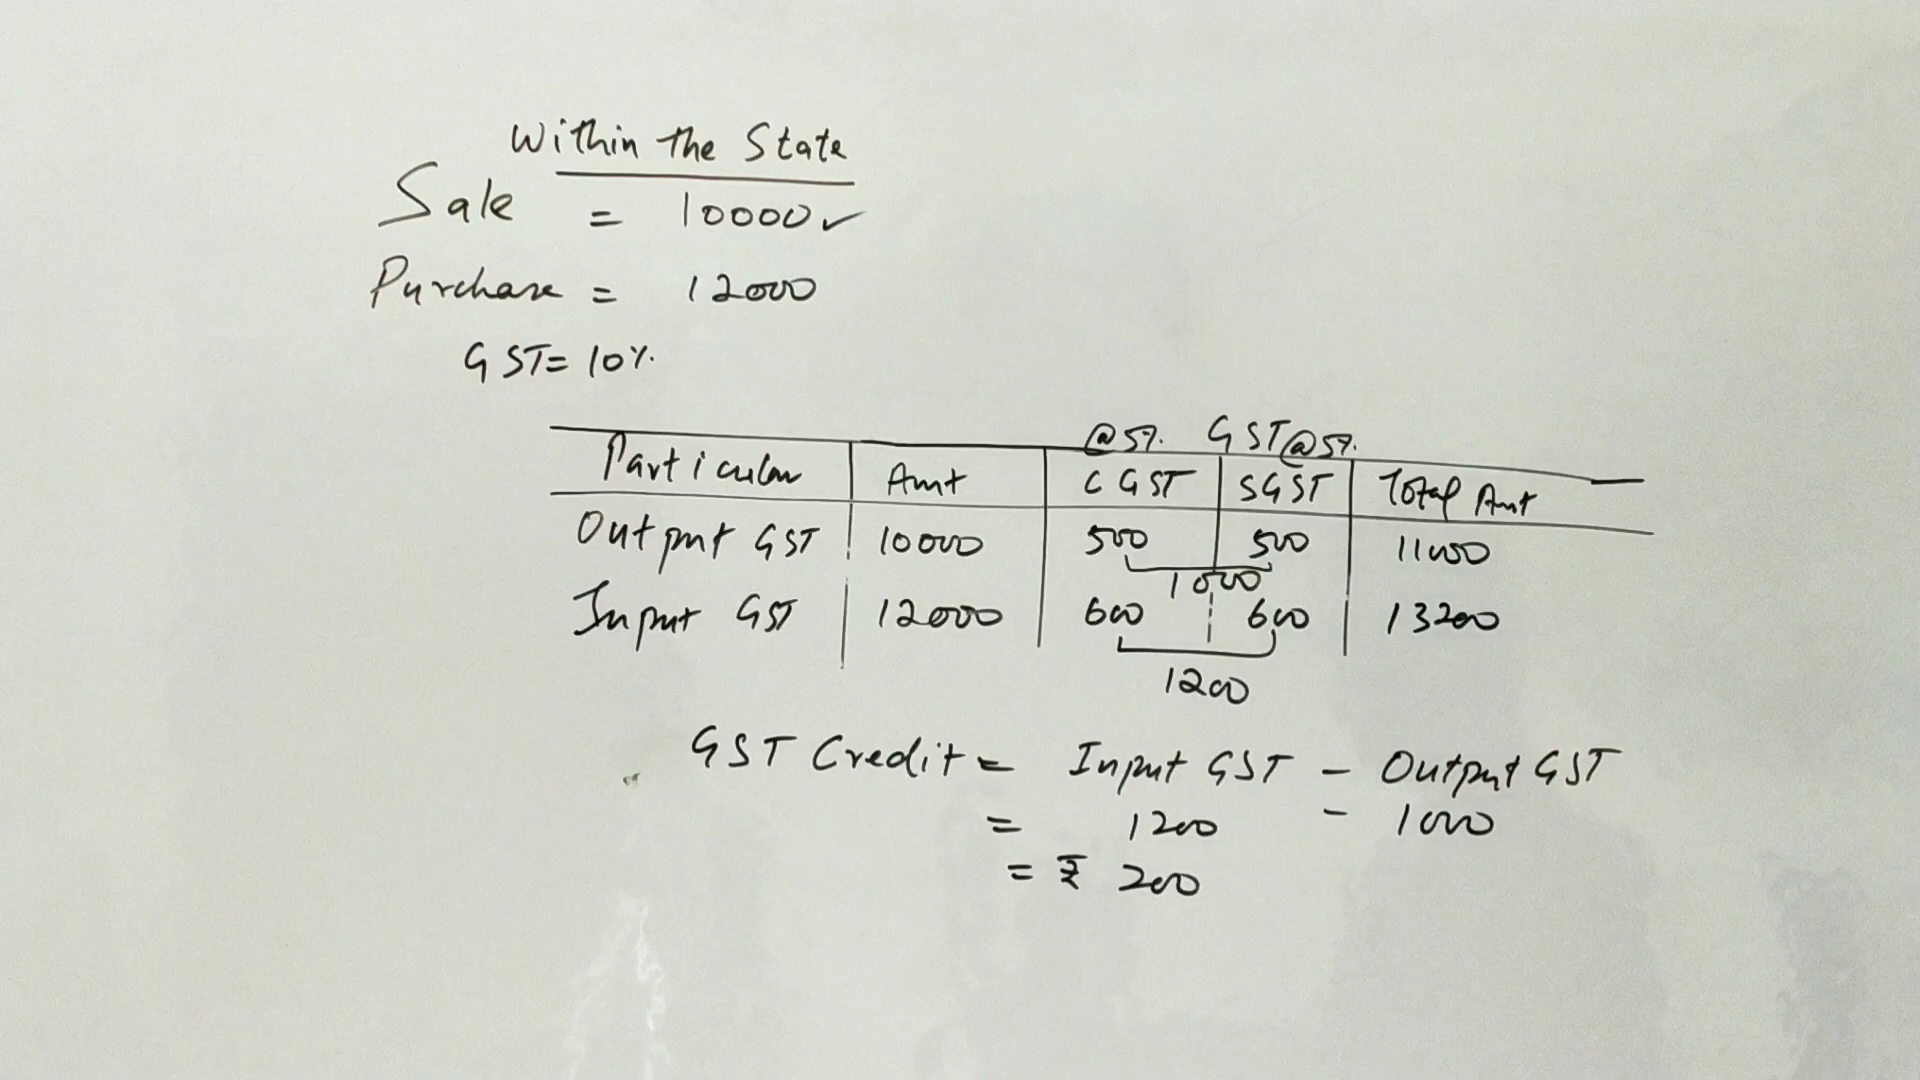 Within the State
Sale = 10000✓
Purchase = 12000
GST = 10%.
@5%. GST @5%.
Particular Amt CGST SGST Total Amt
Output GST 10000 500 500 11000
1000
Input GST 12000 600 600 13200
1200
GST Credit = Input GST - Output GST
= 1200 - 1000
= ₹ 200